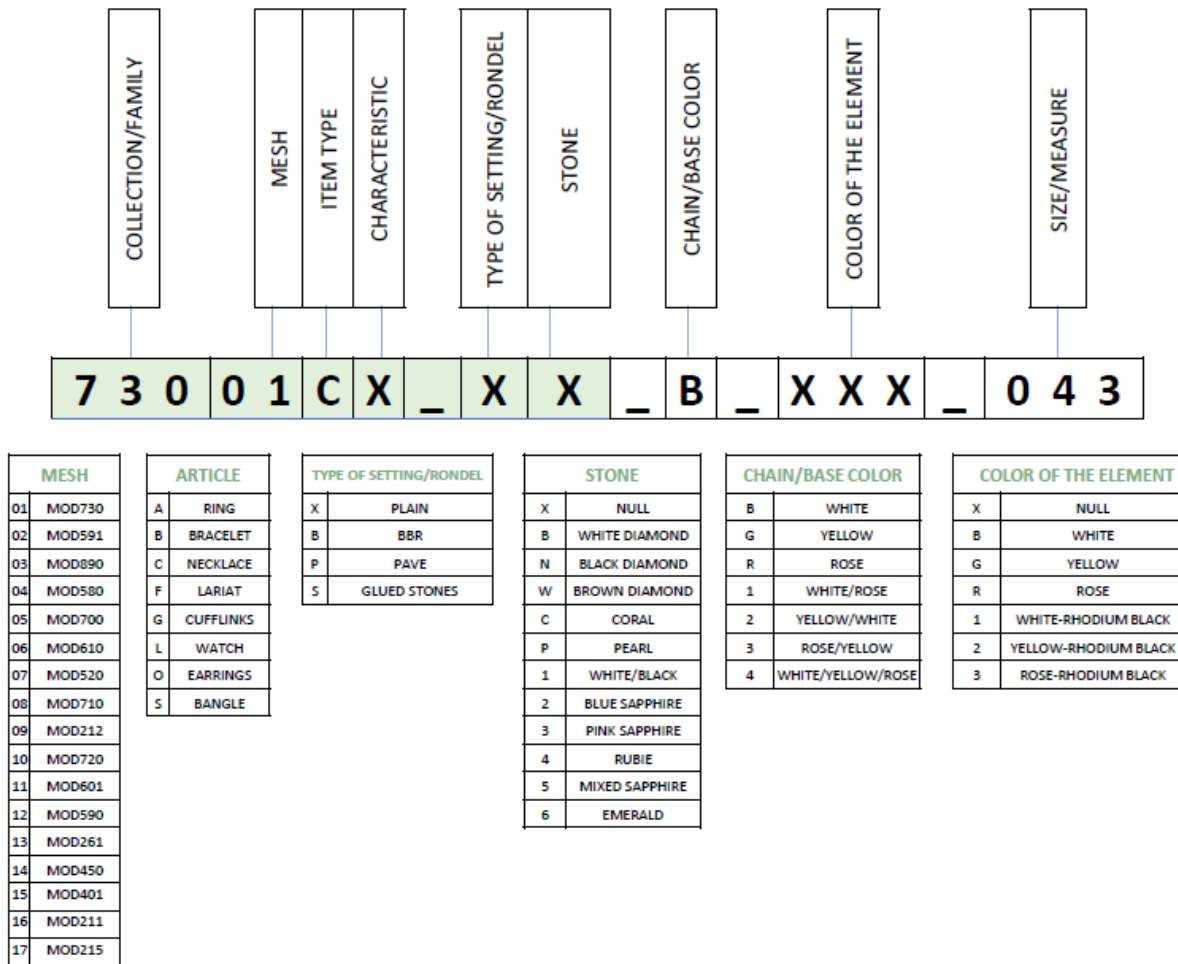 COLLECTION/FAMILY
MESH
ITEM TYPE
CHARACTERISTIC
TYPE OF SETTING/RONDEL
STONE
CHAIN/BASE COLOR
COLOR OF THE ELEMENT
SIZE/MEASURE
7 3 0 0 1 C X _ X X _ B _ X X X _ 0 4 3
MESH
01 MOD730
02 MOD591
03 MOD890
04 MOD580
05 MOD700
06 MOD610
07 MOD520
08 MOD710
09 MOD212
10 MOD720
11 MOD601
12 MOD590
13 MOD261
14 MOD450
15 MOD401
16 MOD211
17 MOD215
ARTICLE
A RING
B BRACELET
C NECKLACE
F LARIAT
G CUFFLINKS
L WATCH
O EARRINGS
S BANGLE
TYPE OF SETTING/RONDEL
X PLAIN
B BBR
P PAVE
S GLUED STONES
STONE
X NULL
B WHITE DIAMOND
N BLACK DIAMOND
W BROWN DIAMOND
C CORAL
P PEARL
1 WHITE/BLACK
2 BLUE SAPPHIRE
3 PINK SAPPHIRE
4 RUBIE
5 MIXED SAPPHIRE
6 EMERALD
CHAIN/BASE COLOR
B WHITE
G YELLOW
R ROSE
1 WHITE/ROSE
2 YELLOW/WHITE
3 ROSE/YELLOW
4 WHITE/YELLOW/ROSE
COLOR OF THE ELEMENT
X NULL
B WHITE
G YELLOW
R ROSE
1 WHITE-RHODIUM BLACK
2 YELLOW-RHODIUM BLACK
3 ROSE-RHODIUM BLACK